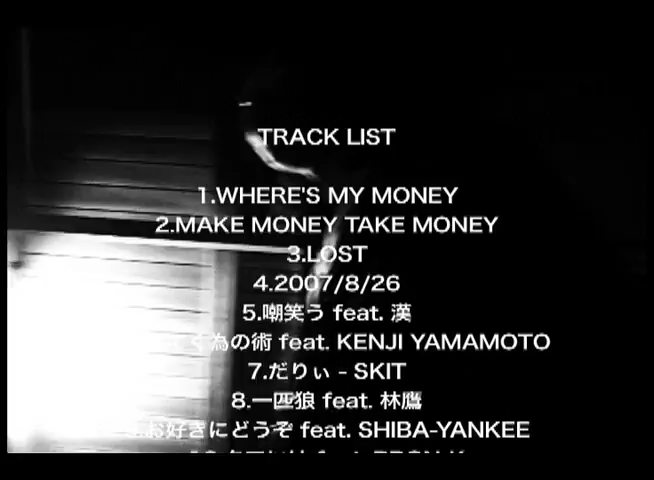 TRACK LIST
1.WHERE'S MY MONEY
2.MAKE MONEY TAKE MONEY
3.LOST
4.2007/8/26
5.嘲笑う feat. 漢
為の術 feat. KENJI YAMAMOTO
7.だりぃ - SKIT
8.一匹狼 feat. 林鷹
お好きにどうぞ feat. SHIBA-YANKEE